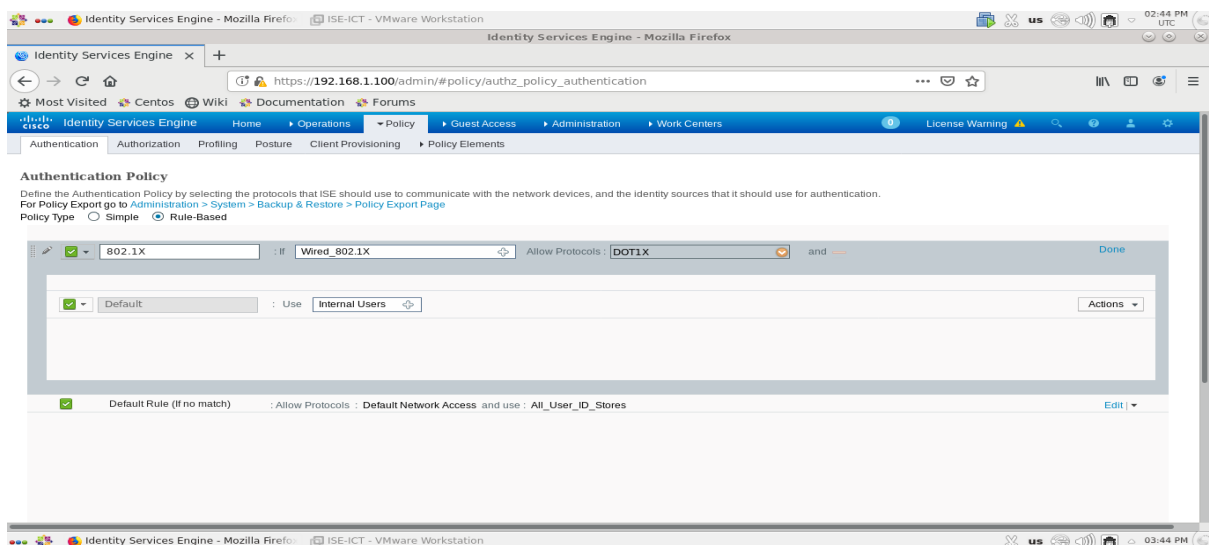 Identity Services Engine - Mozilla Firefo ISE-ICT - VMware Workstation us 02:44 PM UTC
Identity Services Engine - Mozilla Firefox
Identity Services Engine × +
https://192.168.1.100/admin/#policy/authz_policy_authentication
Most Visited Centos Wiki Documentation Forums
CISCO Identity Services Engine Home Operations Policy Guest Access Administration Work Centers 0 License Warning
Authentication Authorization Profiling Posture Client Provisioning Policy Elements
Authentication Policy
Define the Authentication Policy by selecting the protocols that ISE should use to communicate with the network devices, and the identity sources that it should use for authentication.
For Policy Export go to Administration > System > Backup & Restore > Policy Export Page
Policy Type Simple Rule-Based
802.1X : If Wired_802.1X Allow Protocols : DOT1X and Done
Default : Use Internal Users Actions
Default Rule (If no match) : Allow Protocols : Default Network Access and use : All_User_ID_Stores Edit |
Identity Services Engine - Mozilla Firefo ISE-ICT - VMware Workstation us 03:44 PM